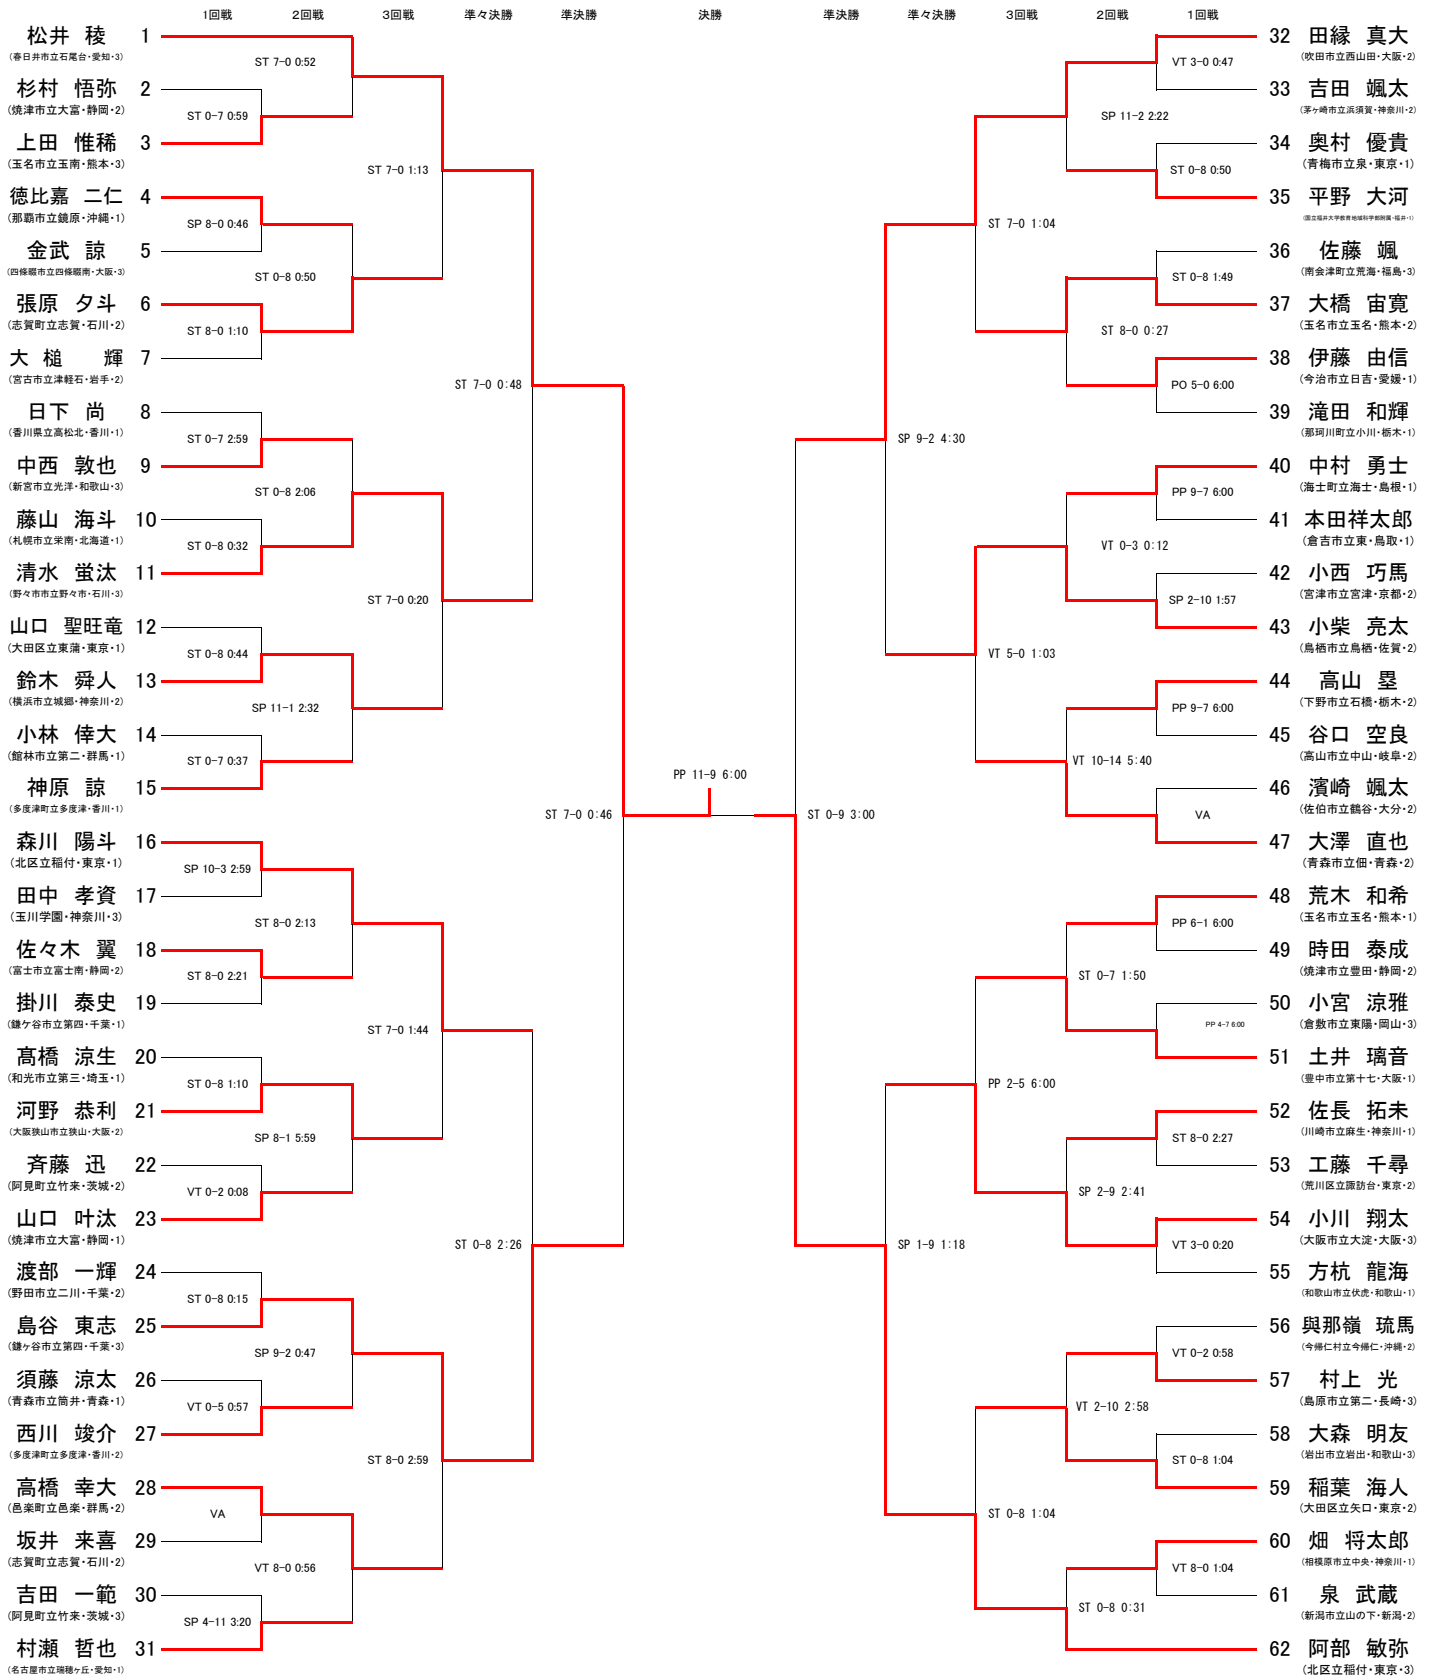 1回戦 2回戦 3回戦 準々決勝 準決勝 決勝 準決勝 準々決勝 3回戦 2回戦 1回戦
松井 稜 1
(春日井市立石尾台・愛知・3)
ST 7-0 0:52
杉村 悟弥 2
(焼津市立大富・静岡・2)
ST 0-7 0:59
上田 惟稀 3
(玉名市立玉南・熊本・3)
ST 7-0 1:13
徳比嘉 二仁 4
(那覇市立鏡原・沖縄・1)
SP 8-0 0:46
金武 諒 5
(四條畷市立四條畷南・大阪・3)
ST 0-8 0:50
張原 夕斗 6
(志賀町立志賀・石川・2)
ST 8-0 1:10
大槌 輝 7
(宮古市立津軽石・岩手・2)
ST 7-0 0:48
日下 尚 8
(香川県立高松北・香川・1)
ST 0-7 2:59
中西 敦也 9
(新宮市立光洋・和歌山・3)
ST 0-8 2:06
藤山 海斗 10
(札幌市立栄南・北海道・1)
ST 0-8 0:32
清水 蛍汰 11
(野々市市立野々市・石川・3)
ST 7-0 0:20
山口 聖旺竜 12
(大田区立東蒲・東京・1)
ST 0-8 0:44
鈴木 舜人 13
(横浜市立城郷・神奈川・2)
SP 11-1 2:32
小林 倖大 14
(館林市立第二・群馬・1)
ST 0-7 0:37
神原 諒 15
(多度津町立多度津・香川・1)
ST 7-0 0:46
森川 陽斗 16
(北区立稲付・東京・1)
SP 10-3 2:59
田中 孝資 17
(玉川学園・神奈川・3)
ST 8-0 2:13
佐々木 翼 18
(富士市立富士南・静岡・2)
ST 8-0 2:21
掛川 泰史 19
(鎌ケ谷市立第四・千葉・1)
ST 7-0 1:44
髙橋 涼生 20
(和光市立第三・埼玉・1)
ST 0-8 1:10
河野 恭利 21
(大阪狭山市立狭山・大阪・2)
SP 8-1 5:59
斉藤 迅 22
(阿見町立竹来・茨城・2)
VT 0-2 0:08
山口 叶汰 23
(焼津市立大富・静岡・1)
ST 0-8 2:26
渡部 一輝 24
(野田市立二川・千葉・2)
ST 0-8 0:15
島谷 東志 25
(鎌ケ谷市立第四・千葉・3)
SP 9-2 0:47
須藤 涼太 26
(青森市立筒井・青森・1)
VT 0-5 0:57
西川 竣介 27
(多度津町立多度津・香川・2)
ST 8-0 2:59
高橋 幸大 28
(邑楽町立邑楽・群馬・2)
VA
坂井 来喜 29
(志賀町立志賀・石川・2)
VT 8-0 0:56
吉田 一範 30
(阿見町立竹来・茨城・3)
SP 4-11 3:20
村瀬 哲也 31
(名古屋市立瑞穂ヶ丘・愛知・1)
PP 11-9 6:00
32 田縁 真大
(吹田市立西山田・大阪・2)
VT 3-0 0:47
33 吉田 颯太
(茅ヶ崎市立浜須賀・神奈川・2)
SP 11-2 2:22
34 奥村 優貴
(青梅市立泉・東京・1)
ST 0-8 0:50
35 平野 大河
(国立福井大学教育地域科学部附属・福井・1)
ST 7-0 1:04
36 佐藤 颯
(南会津町立荒海・福島・3)
ST 0-8 1:49
37 大橋 宙寛
(玉名市立玉名・熊本・2)
ST 8-0 0:27
38 伊藤 由信
(今治市立日吉・愛媛・1)
PO 5-0 6:00
39 滝田 和輝
(那珂川町立小川・栃木・1)
SP 9-2 4:30
40 中村 勇士
(海士町立海士・島根・1)
PP 9-7 6:00
41 本田祥太郎
(倉吉市立東・鳥取・1)
VT 0-3 0:12
42 小西 巧馬
(宮津市立宮津・京都・2)
SP 2-10 1:57
43 小柴 亮太
(鳥栖市立鳥栖・佐賀・2)
VT 5-0 1:03
44 高山 塁
(下野市立石橋・栃木・2)
PP 9-7 6:00
45 谷口 空良
(高山市立中山・岐阜・2)
VT 10-14 5:40
46 濱崎 颯太
(佐伯市立鶴谷・大分・2)
VA
47 大澤 直也
(青森市立佃・青森・2)
ST 0-9 3:00
48 荒木 和希
(玉名市立玉名・熊本・1)
PP 6-1 6:00
49 時田 泰成
(焼津市立豊田・静岡・2)
ST 0-7 1:50
50 小宮 涼雅
(倉敷市立東陽・岡山・3)
PP 4-7 6:00
51 土井 璃音
(豊中市立第十七・大阪・1)
PP 2-5 6:00
52 佐長 拓未
(川崎市立麻生・神奈川・1)
ST 8-0 2:27
53 工藤 千尋
(荒川区立諏訪台・東京・2)
SP 2-9 2:41
54 小川 翔太
(大阪市立大淀・大阪・3)
VT 3-0 0:20
55 方杭 龍海
(和歌山市立伏虎・和歌山・1)
SP 1-9 1:18
56 與那嶺 琉馬
(今帰仁村立今帰仁・沖縄・2)
VT 0-2 0:58
57 村上 光
(島原市立第二・長崎・3)
VT 2-10 2:58
58 大森 明友
(岩出市立岩出・和歌山・3)
ST 0-8 1:04
59 稲葉 海人
(大田区立矢口・東京・2)
ST 0-8 1:04
60 畑 将太郎
(相模原市立中央・神奈川・1)
VT 8-0 1:04
61 泉 武蔵
(新潟市立山の下・新潟・2)
ST 0-8 0:31
62 阿部 敏弥
(北区立稲付・東京・3)